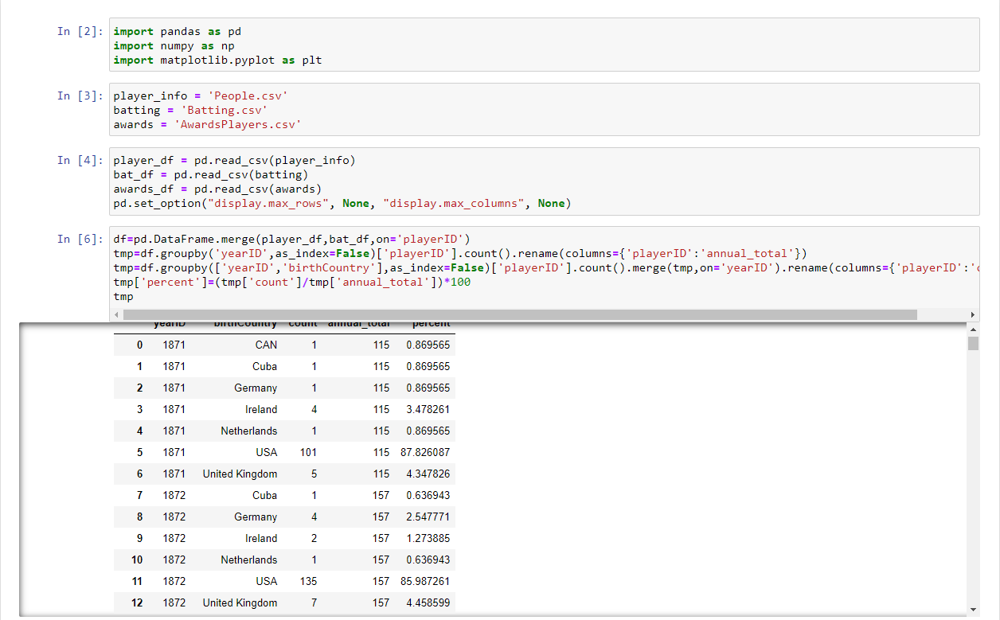 In [2]: import pandas as pd
import numpy as np
import matplotlib.pyplot as plt
In [3]: player_info = 'People.csv'
batting = 'Batting.csv'
awards = 'AwardsPlayers.csv'
In [4]: player_df = pd.read_csv(player_info)
bat_df = pd.read_csv(batting)
awards_df = pd.read_csv(awards)
pd.set_option("display.max_rows", None, "display.max_columns", None)
In [6]: df=pd.DataFrame.merge(player_df,bat_df,on='playerID')
tmp=df.groupby('yearID',as_index=False)['playerID'].count().rename(columns={'playerID':'annual_total'})
tmp=df.groupby(['yearID','birthCountry'],as_index=False)['playerID'].count().merge(tmp,on='yearID').rename(columns={'playerID':'
tmp['percent']=(tmp['count']/tmp['annual_total'])*100
tmp
yearID birthCountry count annual_total percent
0 1871 CAN 1 115 0.869565
1 1871 Cuba 1 115 0.869565
2 1871 Germany 1 115 0.869565
3 1871 Ireland 4 115 3.478261
4 1871 Netherlands 1 115 0.869565
5 1871 USA 101 115 87.826087
6 1871 United Kingdom 5 115 4.347826
7 1872 Cuba 1 157 0.636943
8 1872 Germany 4 157 2.547771
9 1872 Ireland 2 157 1.273885
10 1872 Netherlands 1 157 0.636943
11 1872 USA 135 157 85.987261
12 1872 United Kingdom 7 157 4.458599